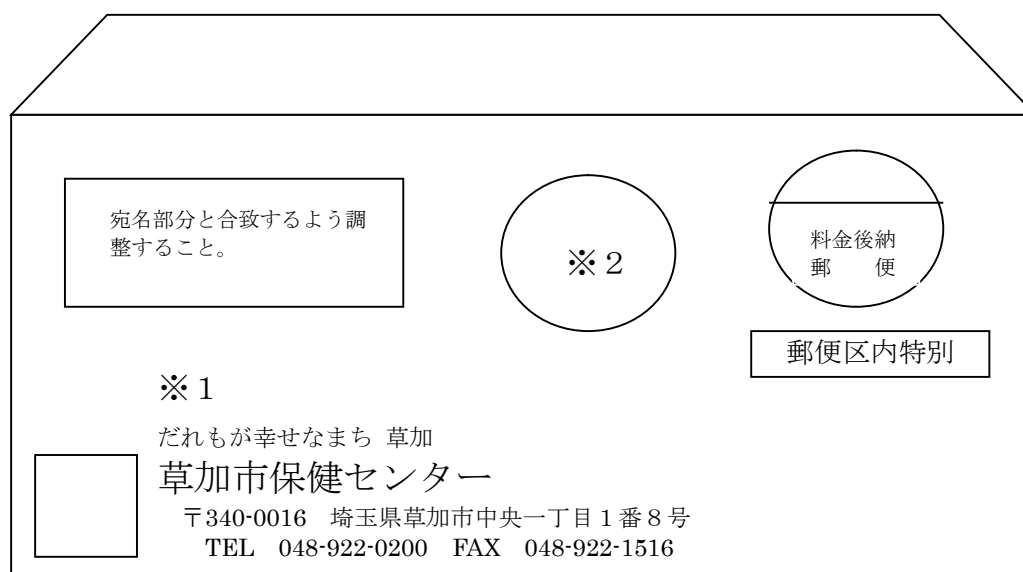 宛名部分と合致するよう調
整すること。
※2
料金後納
郵　　便
郵便区内特別
※1
だれもが幸せなまち 草加
草加市保健センター
〒340-0016　埼玉県草加市中央一丁目1番8号
TEL　048-922-0200　FAX　048-922-1516